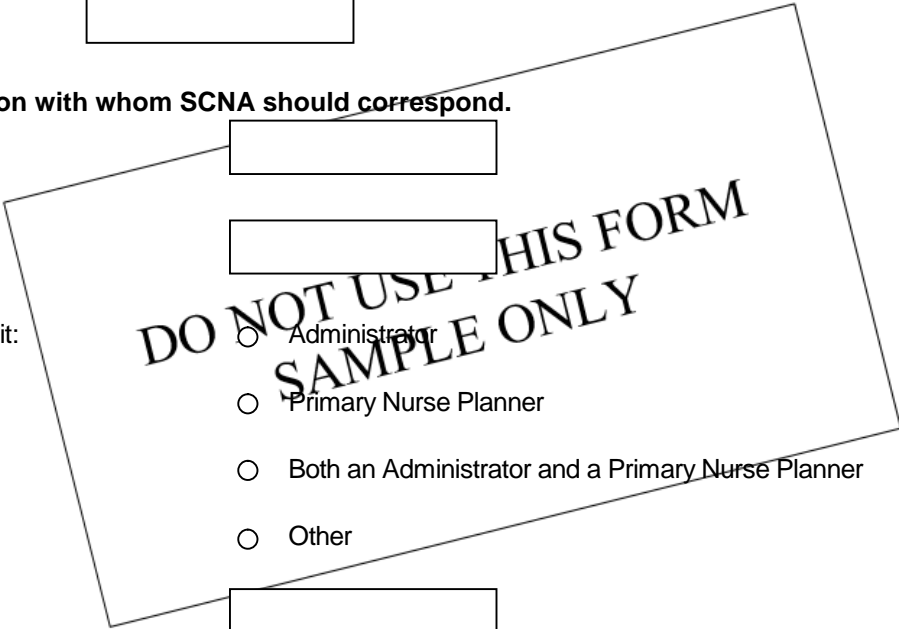 on with whom SCNA should correspond.
DO NOT USE THIS FORM
SAMPLE ONLY
it:
Administrator
Primary Nurse Planner
Both an Administrator and a Primary Nurse Planner
Other